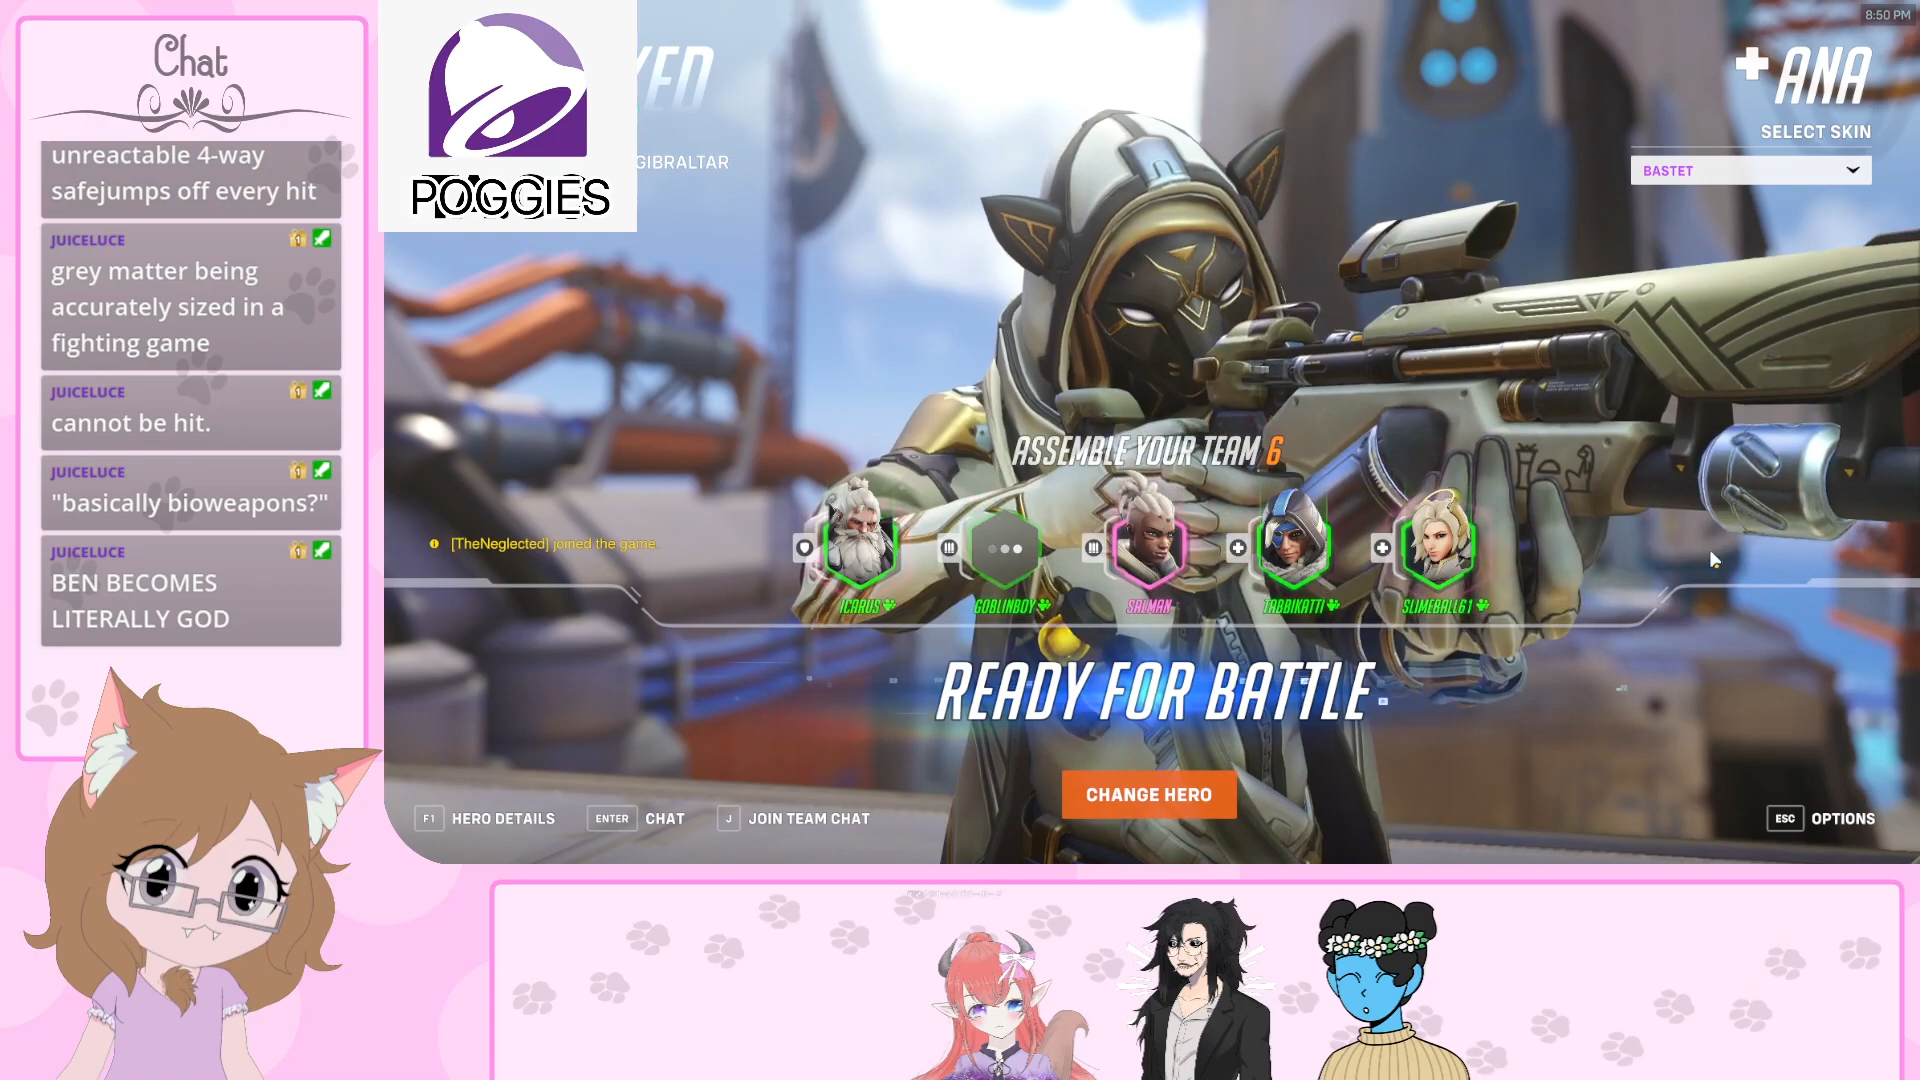 Chat
unreactable 4-way
safejumps off every hit
JUICELUCE
grey matter being
accurately sized in a
fighting game
JUICELUCE
cannot be hit.
JUICELUCE
"basically bioweapons?"
JUICELUCE
BEN BECOMES
LITERALLY GOD
POGGIES
GIBRALTAR
8:50 PM
ANA
SELECT SKIN
BASTET
ASSEMBLE YOUR TEAM 6
[TheNeglected] joined the game.
ICARUS
GOBLINBOY
SALMAN
TABBIKATTI
SLIMEBALL61
READY FOR BATTLE
CHANGE HERO
F1 HERO DETAILS
ENTER CHAT
J JOIN TEAM CHAT
ESC OPTIONS